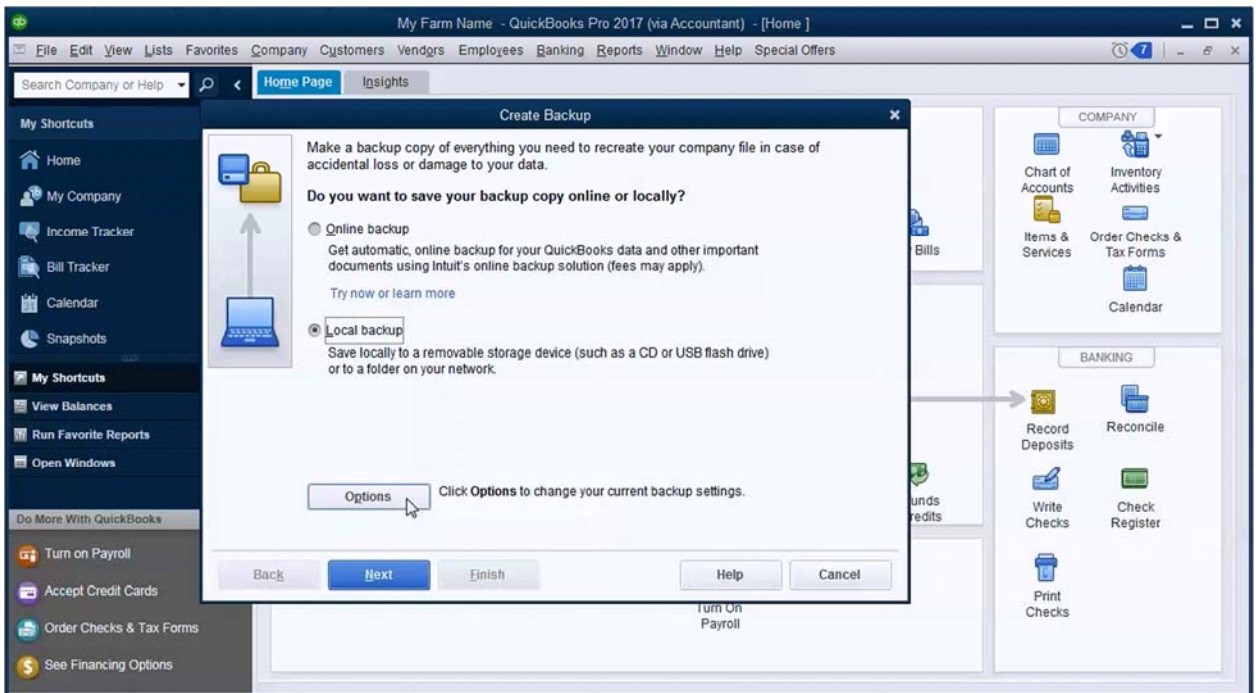 My Farm Name - QuickBooks Pro 2017 (via Accountant) - [Home ]
File Edit View Lists Favorites Company Customers Vendors Employees Banking Reports Window Help Special Offers 7
Search Company or Help
Home Page Insights
My Shortcuts
Home
My Company
Income Tracker
Bill Tracker
Calendar
Snapshots
My Shortcuts
View Balances
Run Favorite Reports
Open Windows
Do More With QuickBooks
Turn on Payroll
Accept Credit Cards
Order Checks & Tax Forms
See Financing Options
Create Backup
Make a backup copy of everything you need to recreate your company file in case of
accidental loss or damage to your data.
Do you want to save your backup copy online or locally?
Online backup
Get automatic, online backup for your QuickBooks data and other important
documents using Intuit's online backup solution (fees may apply).
Try now or learn more
Local backup
Save locally to a removable storage device (such as a CD or USB flash drive)
or to a folder on your network.
Options Click Options to change your current backup settings.
Back Next Finish Help Cancel
Bills
unds
redits
Turn On
Payroll
COMPANY
Chart of
Accounts
Inventory
Activities
Items &
Services
Order Checks &
Tax Forms
Calendar
BANKING
Record
Deposits
Reconcile
Write
Checks
Check
Register
Print
Checks